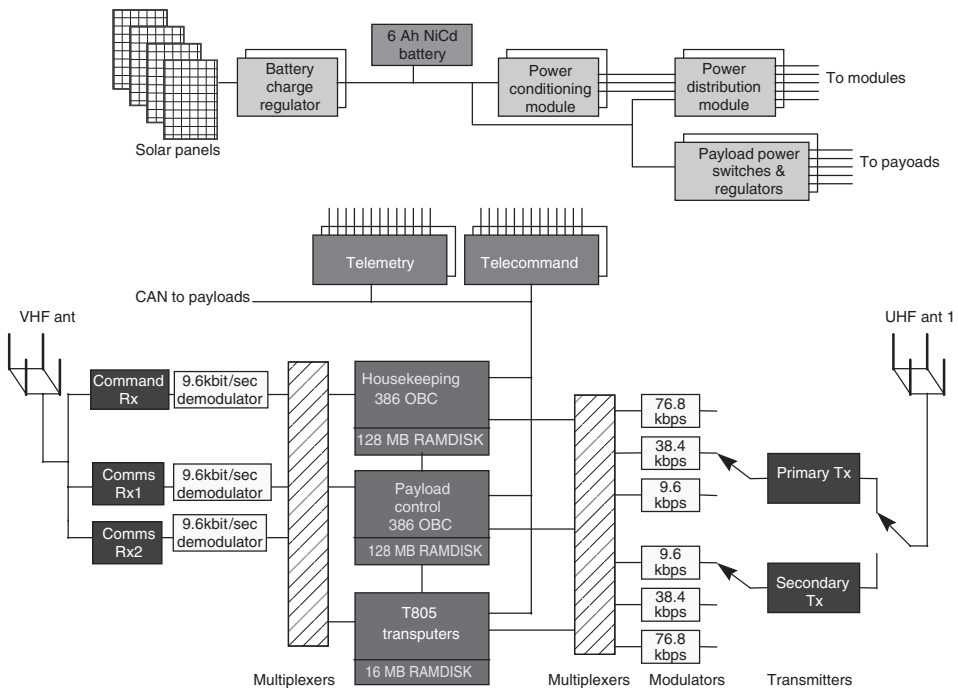 6 Ah NiCd
battery
Battery
charge
regulator
Power
conditioning
module
Power
distribution
module
To modules
Solar panels
Payload power
switches &
regulators
To payoads
Telemetry
Telecommand
CAN to payloads
VHF ant
UHF ant 1
Command
Rx
9.6kbit/sec
demodulator
Housekeeping
386 OBC
128 MB RAMDISK
Comms
Rx1
9.6kbit/sec
demodulator
Payload
control
386 OBC
128 MB RAMDISK
Comms
Rx2
9.6kbit/sec
demodulator
T805
transputers
16 MB RAMDISK
76.8
kbps
38.4
kbps
9.6
kbps
9.6
kbps
38.4
kbps
76.8
kbps
Primary Tx
Secondary
Tx
Multiplexers
Multiplexers
Modulators
Transmitters